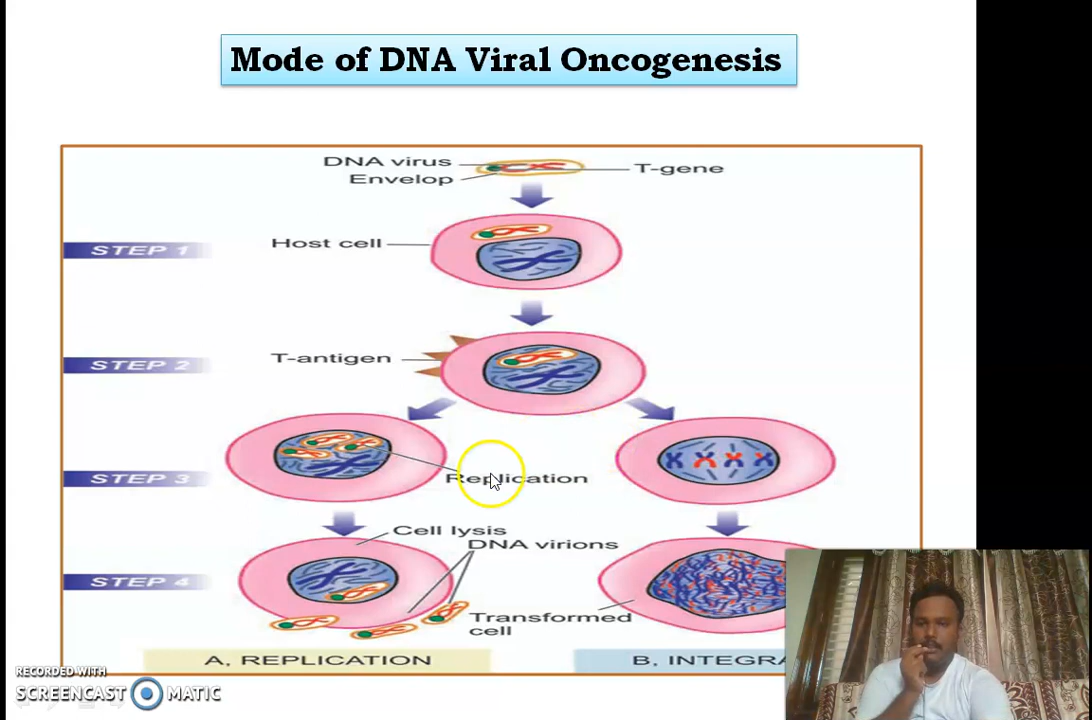 Mode of DNA Viral Oncogenesis
DNA virus
Envelop
T-gene
STEP 1
Host cell
STEP 2
T-antigen
STEP 3
Replication
Cell lysis
DNA virions
STEP 4
Transformed
cell
A, REPLICATION
B,
RECORDED WITH
SCREENCAST MATIC